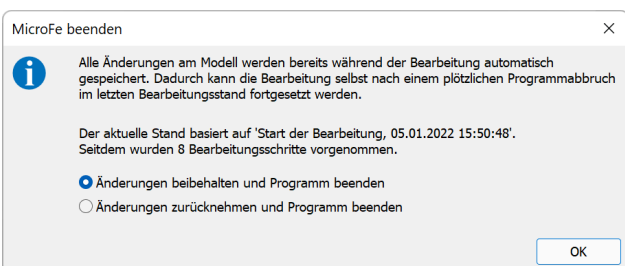 MicroFe beenden
Alle Änderungen am Modell werden bereits während der Bearbeitung automatisch
gespeichert. Dadurch kann die Bearbeitung selbst nach einem plötzlichen Programmabbruch
im letzten Bearbeitungsstand fortgesetzt werden.
Der aktuelle Stand basiert auf 'Start der Bearbeitung, 05.01.2022 15:50:48'.
Seitdem wurden 8 Bearbeitungsschritte vorgenommen.
Änderungen beibehalten und Programm beenden
Änderungen zurücknehmen und Programm beenden
OK